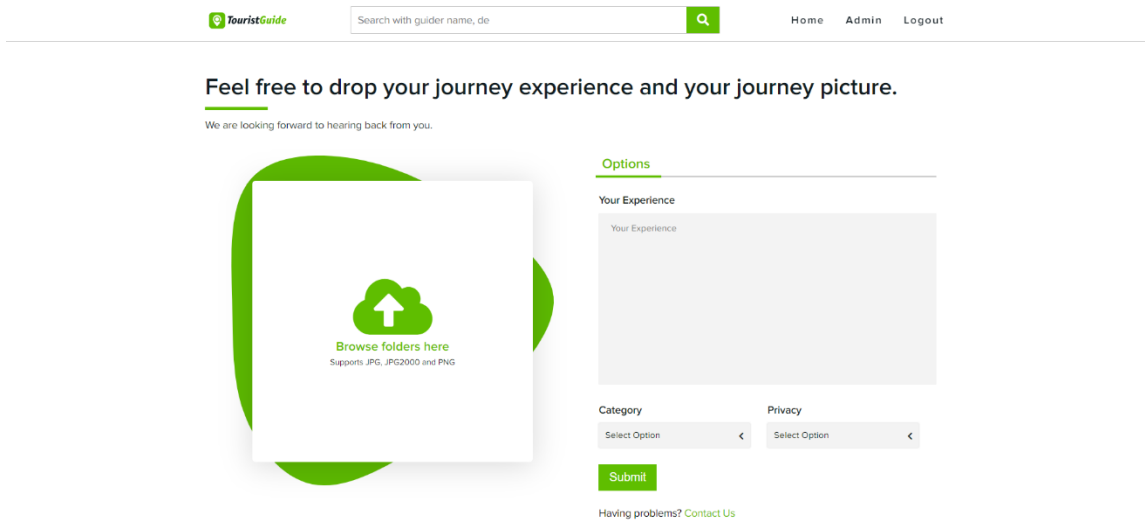 TouristGuide
Search with guider name, de
Home Admin Logout
Feel free to drop your journey experience and your journey picture.
We are looking forward to hearing back from you.
Browse folders here
Supports JPG, JPG2000 and PNG
Options
Your Experience
Your Experience
Category Privacy
Select Option Select Option
Submit
Having problems? Contact Us